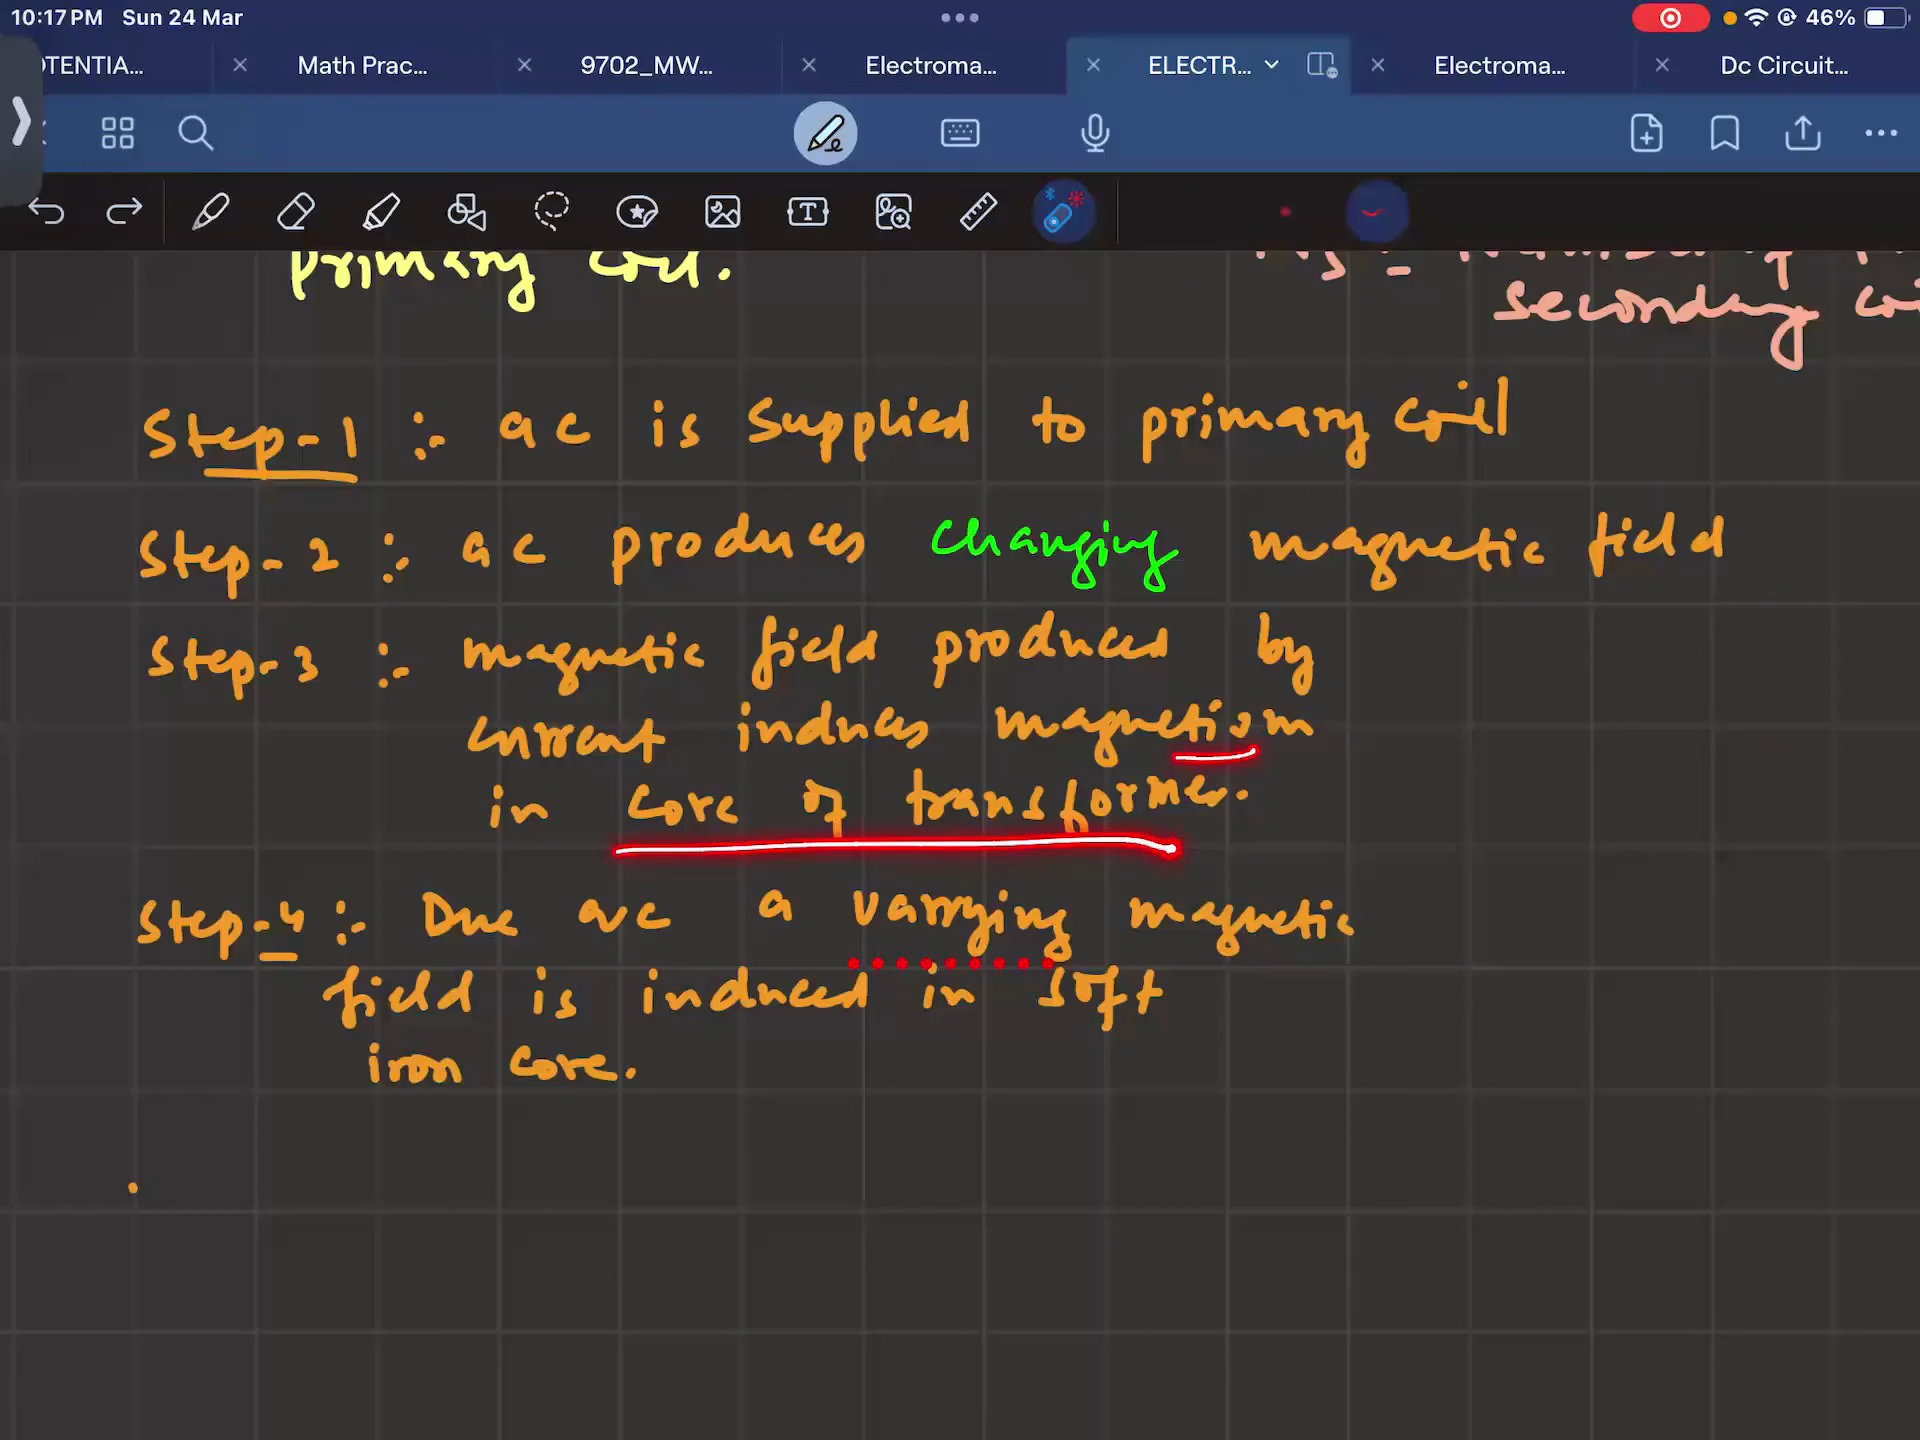 10:17 PM Sun 24 Mar
46%
OTENTIA...
Math Prac...
9702_MW...
Electroma...
ELECTR...
Electroma...
Dc Circuit...
primary coil.
secondary
Step-1 :- ac is supplied to primary coil
Step-2 :- ac produces changing magnetic field
Step-3 :- magnetic field produced by
current induces magnetism
in core of transformer.
Step-4 :- Due a/c a varrying magnetic
field is induced in soft
iron core.